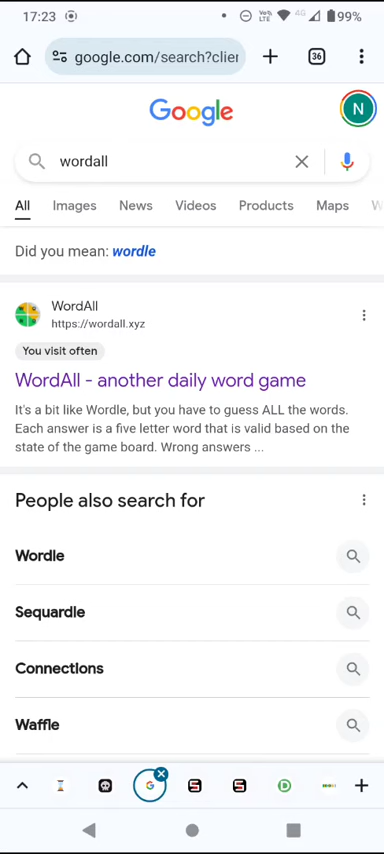 17:23
Vo LTE
4G
99%
google.com/search?clier
36
Google
N
wordall
All Images News Videos Products Maps W
Did you mean: wordle
WordAll
https://wordall.xyz
You visit often
WordAll - another daily word game
It's a bit like Wordle, but you have to guess ALL the words.
Each answer is a five letter word that is valid based on the
state of the game board. Wrong answers ...
People also search for
Wordle
Sequardle
Connections
Waffle
G
S
S
D